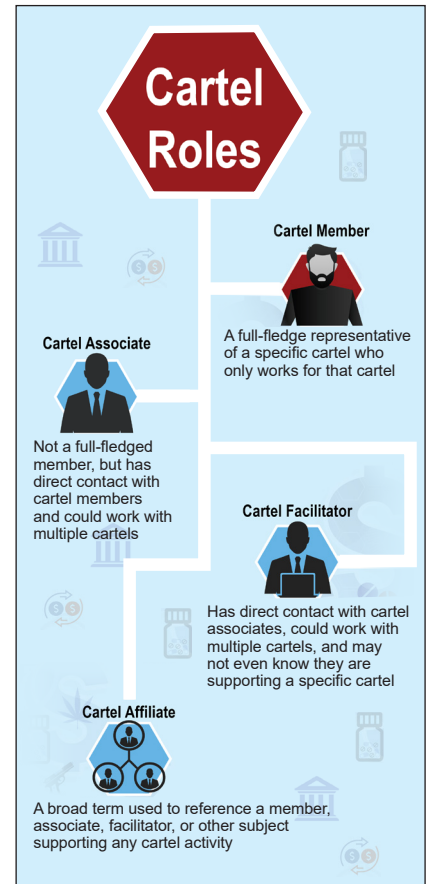 Cartel
Roles
Cartel Member
A full-fledge representative
of a specific cartel who
only works for that cartel
Cartel Associate
Not a full-fledged
member, but has
direct contact with
cartel members
and could work with
multiple cartels
Cartel Facilitator
Has direct contact with cartel
associates, could work with
multiple cartels, and may
not even know they are
supporting a specific cartel
Cartel Affiliate
A broad term used to reference a member,
associate, facilitator, or other subject
supporting any cartel activity